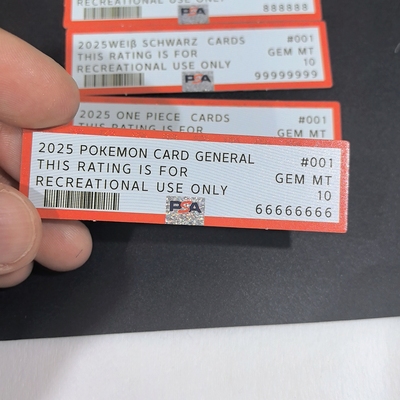 RECREATIONAL USE ONLY
PSA
888888
2025WEIß SCHWARZ CARDS #001
THIS RATING IS FOR GEM MT
RECREATIONAL USE ONLY 10
PSA
99999999
2025 ONE PIECE CARDS #001
THIS RATING IS FOR GEM MT
2025 POKEMON CARD GENERAL #001
THIS RATING IS FOR GEM MT
RECREATIONAL USE ONLY 10
PSA
66666666